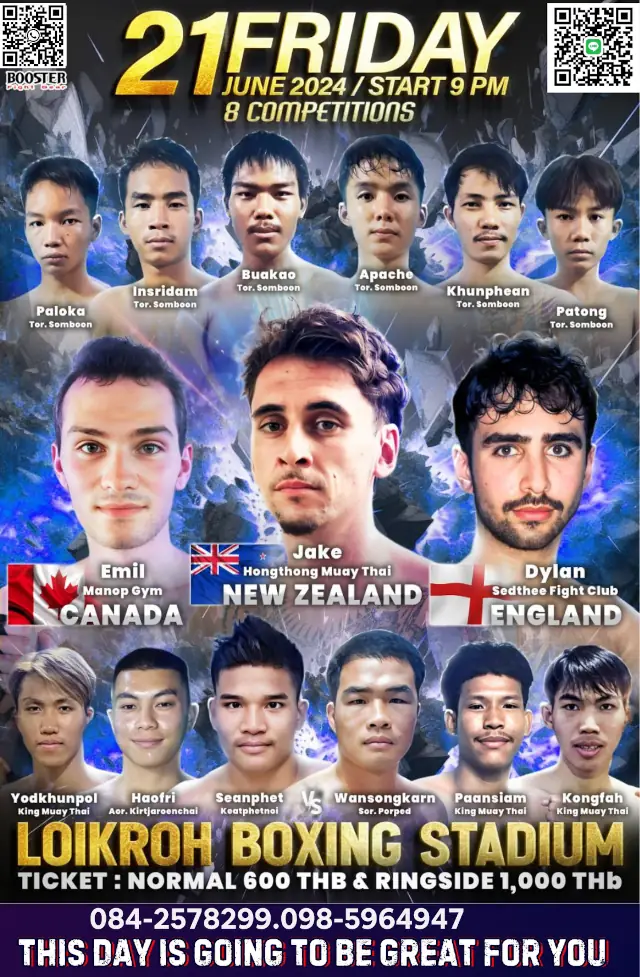 BOOSTER
Fight Wear
21 FRIDAY
JUNE 2024 / START 9 PM
8 COMPETITIONS
Paloka
Tor. Somboon
Insridam
Tor. Somboon
Buakao
Tor. Somboon
Apache
Tor. Somboon
Khunphean
Tor. Somboon
Patong
Tor. Somboon
Emil
Manop Gym
CANADA
Jake
Hongthong Muay Thai
NEW ZEALAND
Dylan
Sedthee Fight Club
ENGLAND
Yodkhunpol
King Muay Thai
Haofri
Aor. Kirtjaroenchai
Seanphet
Keatphetnoi
VS
Wansongkarn
Sor. Porped
Paansiam
King Muay Thai
Kongfah
King Muay Thai
LOIKROH BOXING STADIUM
TICKET : NORMAL 600 THB & RINGSIDE 1,000 THb
084-2578299.098-5964947
THIS DAY IS GOING TO BE GREAT FOR YOU